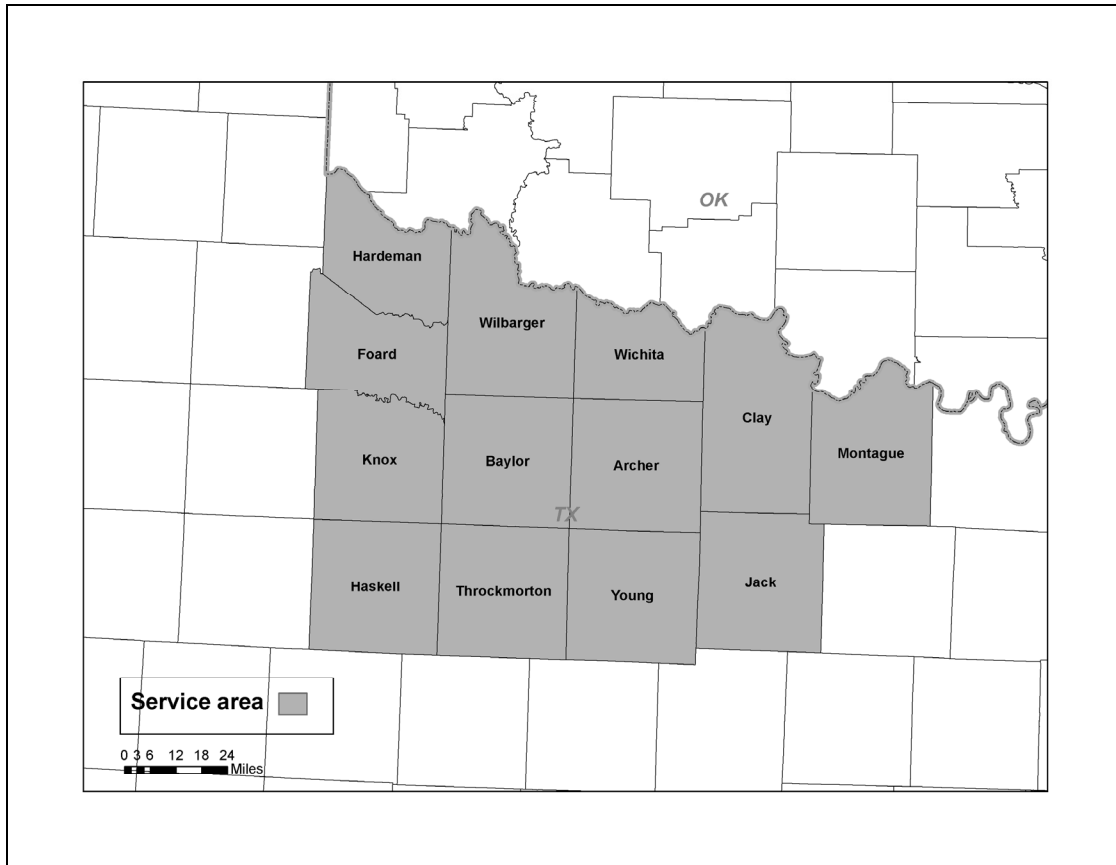 OK
Hardeman
Wilbarger
Foard
Wichita
Clay
Montague
Knox
Baylor
Archer
TX
Haskell
Throckmorton
Young
Jack
Service area
0 3 6 12 18 24
Miles